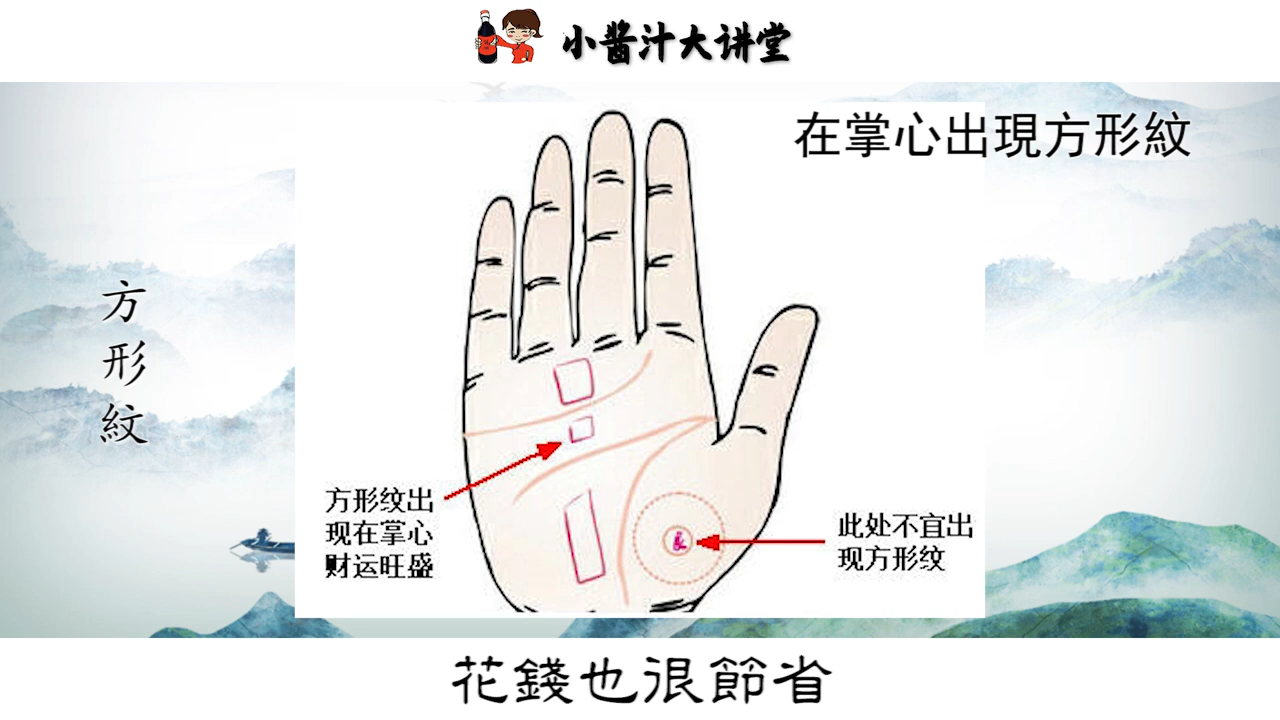 小酱汁大讲堂
在掌心出現方形紋
方形紋
方形纹出
现在掌心
财运旺盛
此处不宜出
现方形纹
花錢也很節省